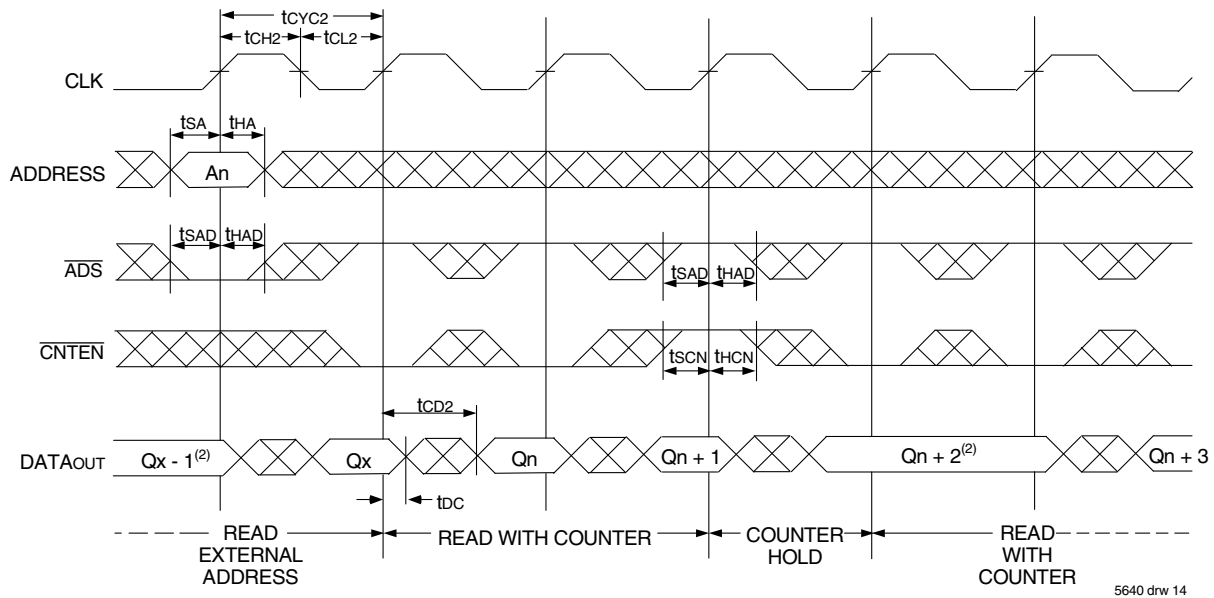 tCYC2
tCH2 tCL2
CLK
tSA tHA
ADDRESS An
tSAD tHAD
ADS tSAD tHAD
CNTEN tSCN tHCN
tCD2
DATAOUT Qx - 1(2) Qx Qn Qn + 1 Qn + 2(2) Qn + 3
tDC
READ EXTERNAL ADDRESS
READ WITH COUNTER
COUNTER HOLD
READ WITH COUNTER
5640 drw 14